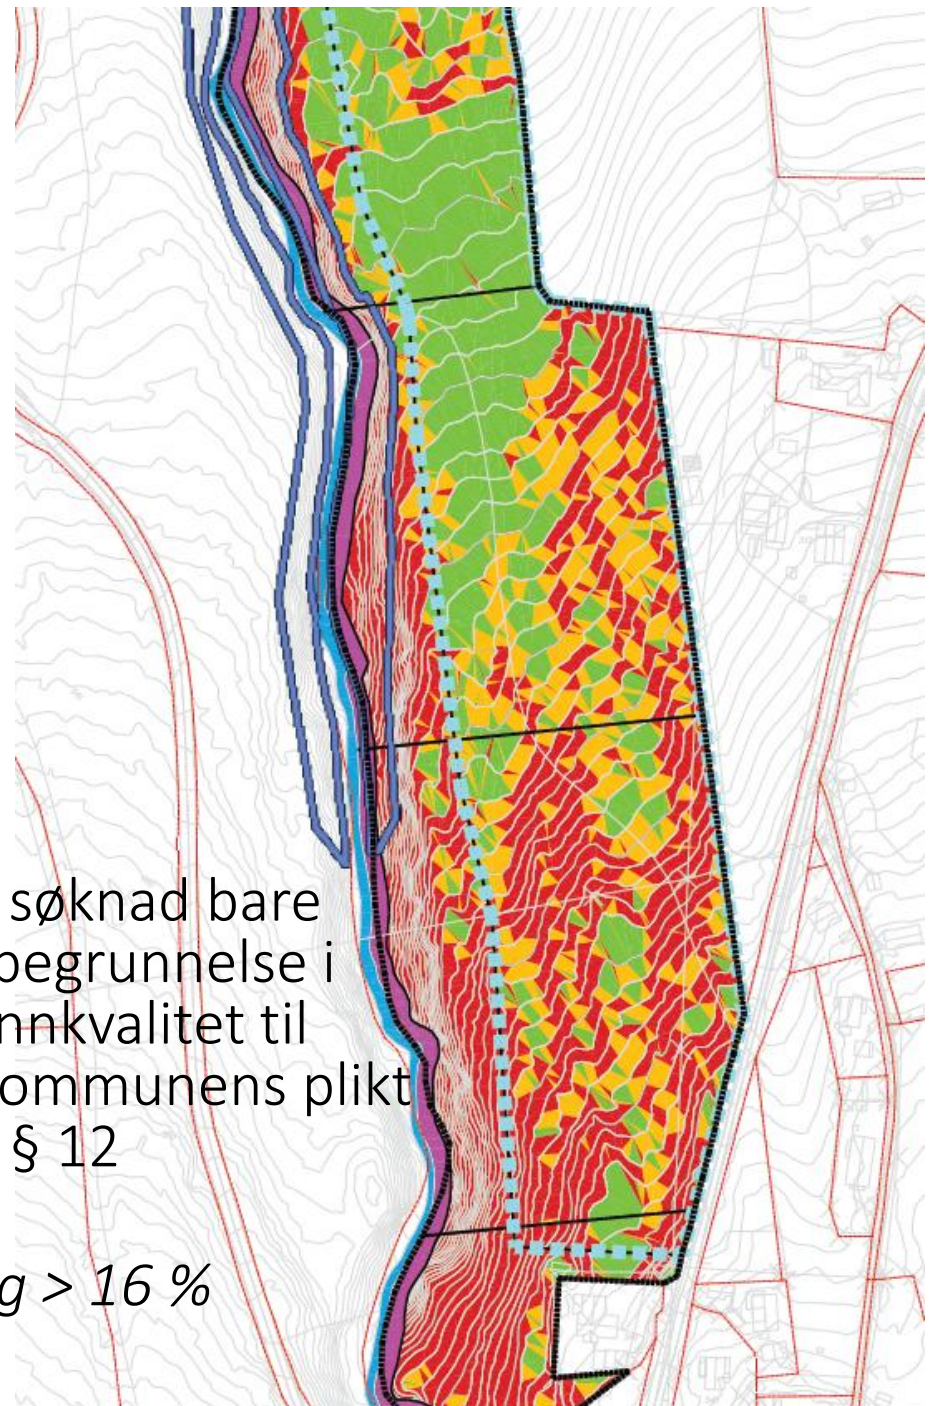 søknad bare
begrunnelse i
nnkvalitet til
ommunens plikt
§ 12
g > 16 %